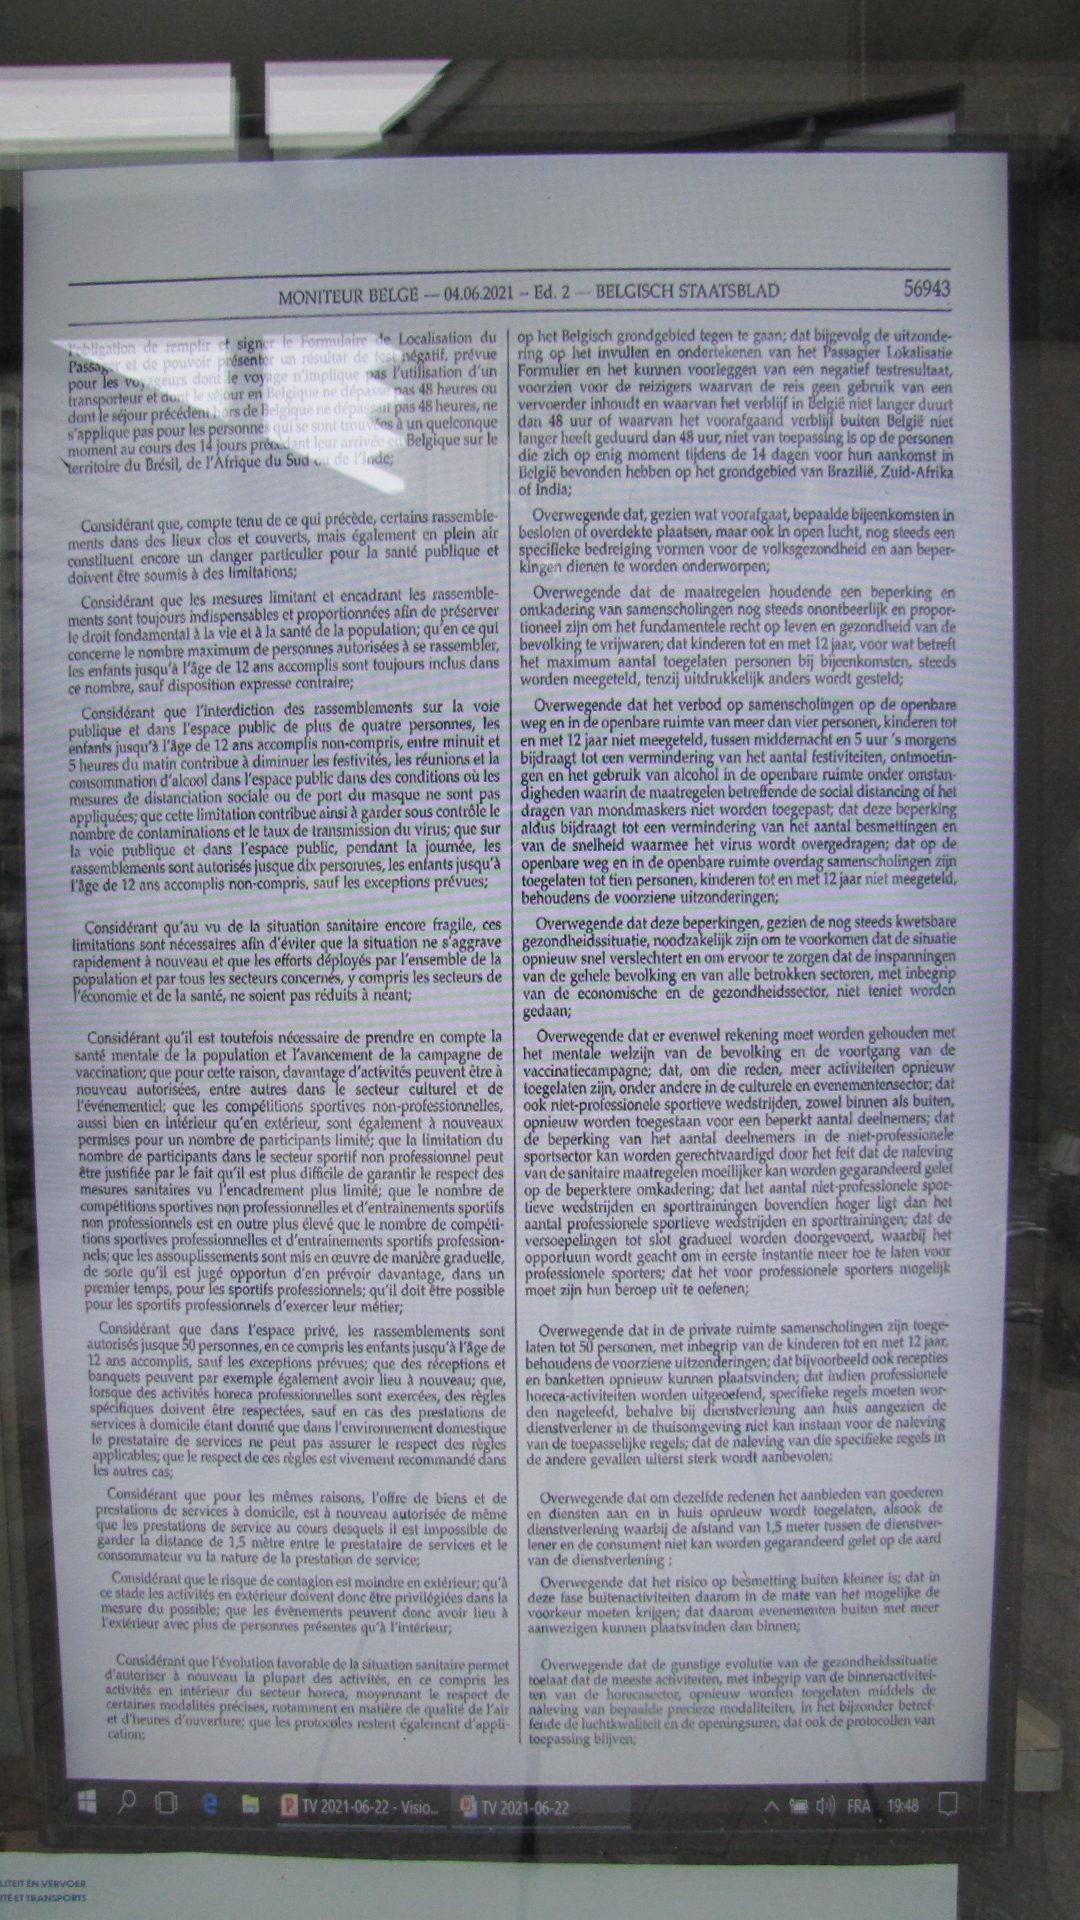 MONITEUR BELGE — 04.06.2021 — Ed. 2 — BELGISCH STAATSBLAD
56943
l'obligation de remplir et signer le Formulaire de Localisation du
Passager et de pouvoir présenter un résultat de test négatif, prévue
pour les voyageurs dont le voyage n'implique pas l'utilisation d'un
transporteur et dont le séjour en Belgique ne dépasse pas 48 heures ou
dont le séjour précédent hors de Belgique ne dépassait pas 48 heures, ne
s'applique pas pour les personnes qui se sont trouvées à un quelconque
moment au cours des 14 jours précédant leur arrivée en Belgique sur le
territoire du Brésil, de l'Afrique du Sud ou de l'Inde;
Considérant que, compte tenu de ce qui précède, certains rassemble-
ments dans des lieux clos et couverts, mais également en plein air
constituent encore un danger particulier pour la santé publique et
doivent être soumis à des limitations;
Considérant que les mesures limitant et encadrant les rassemble-
ments sont toujours indispensables et proportionnées afin de préserver
le droit fondamental à la vie et à la santé de la population; qu'en ce qui
concerne le nombre maximum de personnes autorisées à se rassembler,
les enfants jusqu'à l'âge de 12 ans accomplis sont toujours inclus dans
ce nombre, sauf disposition expresse contraire;
Considérant que l'interdiction des rassemblements sur la voie
publique et dans l'espace public de plus de quatre personnes, les
enfants jusqu'à l'âge de 12 ans accomplis non-compris, entre minuit et
5 heures du matin contribue à diminuer les festivités, les réunions et la
consommation d'alcool dans l'espace public dans des conditions où les
mesures de distanciation sociale ou de port du masque ne sont pas
appliquées; que cette limitation contribue ainsi à garder sous contrôle le
nombre de contaminations et le taux de transmission du virus; que sur
la voie publique et dans l'espace public, pendant la journée, les
rassemblements sont autorisés jusque dix personnes, les enfants jusqu'à
l'âge de 12 ans accomplis non-compris, sauf les exceptions prévues;
Considérant qu'au vu de la situation sanitaire encore fragile, ces
limitations sont nécessaires afin d'éviter que la situation ne s'aggrave
rapidement à nouveau et que les efforts déployés par l'ensemble de la
population et par tous les secteurs concernés, y compris les secteurs de
l'économie et de la santé, ne soient pas réduits à néant;
Considérant qu'il est toutefois nécessaire de prendre en compte la
santé mentale de la population et l'avancement de la campagne de
vaccination; que pour cette raison, davantage d'activités peuvent être à
nouveau autorisées, entre autres dans le secteur culturel et de
l'événementiel; que les compétitions sportives non-professionnelles,
aussi bien en intérieur qu'en extérieur, sont également à nouveaux
permises pour un nombre de participants limité; que la limitation du
nombre de participants dans le secteur sportif non professionnel peut
être justifiée par le fait qu'il est plus difficile de garantir le respect des
mesures sanitaires vu l'encadrement plus limité; que le nombre de
compétitions sportives non professionnelles et d'entrainements sportifs
non professionnels est en outre plus élevé que le nombre de compéti-
tions sportives professionnelles et d'entrainements sportifs profession-
nels; que les assouplissements sont mis en œuvre de manière graduelle,
de sorte qu'il est jugé opportun d'en prévoir davantage, dans un
premier temps, pour les sportifs professionnels; qu'il doit être possible
pour les sportifs professionnels d'exercer leur métier;
Considérant que dans l'espace privé, les rassemblements sont
autorisés jusque 50 personnes, en ce compris les enfants jusqu'à l'âge de
12 ans accomplis, sauf les exceptions prévues; que des réceptions et
banquets peuvent par exemple également avoir lieu à nouveau; que,
lorsque des activités horeca professionnelles sont exercées, des règles
spécifiques doivent être respectées, sauf en cas des prestations de
services à domicile étant donné que dans l'environnement domestique
le prestataire de services ne peut pas assurer le respect des règles
applicables; que le respect de ces règles est vivement recommandé dans
les autres cas;
Considérant que pour les mêmes raisons, l'offre de biens et de
prestations de services à domicile, est à nouveau autorisée de même
que les prestations de service au cours desquels il est impossible de
garder la distance de 1,5 mètre entre le prestataire de services et le
consommateur vu la nature de la prestation de service;
Considérant que le risque de contagion est moindre en extérieur; qu'à
ce stade les activités en extérieur doivent donc être privilégiées dans la
mesure du possible; que les évènements peuvent donc avoir lieu à
l'extérieur avec plus de personnes présentes qu'à l'intérieur;
Considérant que l'évolution favorable de la situation sanitaire permet
d'autoriser à nouveau la plupart des activités, en ce compris les
activités en intérieur du secteur horeca, moyennant le respect de
certaines modalités précises, notamment en matière de qualité de l'air
et d'heures d'ouverture; que les protocoles restent également d'appli-
cation;
op het Belgisch grondgebied tegen te gaan; dat bijgevolg de uitzonde-
ring op het invullen en ondertekenen van het Passagier Lokalisatie
Formulier en het kunnen voorleggen van een negatief testresultaat,
voorzien voor de reizigers waarvan de reis geen gebruik van een
vervoerder inhoudt en waarvan het verblijf in België niet langer duurt
dan 48 uur of waarvan het voorafgaand verblijf buiten België niet
langer heeft geduurd dan 48 uur, niet van toepassing is op de personen
die zich op enig moment tijdens de 14 dagen voor hun aankomst in
België bevonden hebben op het grondgebied van Brazilië, Zuid-Afrika
of India;
Overwegende dat, gezien wat voorafgaat, bepaalde bijeenkomsten in
besloten of overdekte plaatsen, maar ook in open lucht, nog steeds een
specifieke bedreiging vormen voor de volksgezondheid en aan beper-
kingen dienen te worden onderworpen;
Overwegende dat de maatregelen houdende een beperking en
omkadering van samenscholingen nog steeds onontbeerlijk en propor-
tioneel zijn om het fundamentele recht op leven en gezondheid van de
bevolking te vrijwaren; dat kinderen tot en met 12 jaar, voor wat betreft
het maximum aantal toegelaten personen bij bijeenkomsten, steeds
worden meegeteld, tenzij uitdrukkelijk anders wordt gesteld;
Overwegende dat het verbod op samenscholingen op de openbare
weg en in de openbare ruimte van meer dan vier personen, kinderen tot
en met 12 jaar niet meegeteld, tussen middernacht en 5 uur 's morgens
bijdraagt tot een vermindering van het aantal festiviteiten, ontmoetin-
gen en het gebruik van alcohol in de openbare ruimte onder omstan-
digheden waarin de maatregelen betreffende de social distancing of het
dragen van mondmaskers niet worden toegepast; dat deze beperking
aldus bijdraagt tot een vermindering van het aantal besmettingen en
van de snelheid waarmee het virus wordt overgedragen; dat op de
openbare weg en in de openbare ruimte overdag samenscholingen zijn
toegelaten tot tien personen, kinderen tot en met 12 jaar niet meegeteld,
behoudens de voorziene uitzonderingen;
Overwegende dat deze beperkingen, gezien de nog steeds kwetsbare
gezondheidssituatie, noodzakelijk zijn om te voorkomen dat de situatie
opnieuw snel verslechtert en om ervoor te zorgen dat de inspanningen
van de gehele bevolking en van alle betrokken sectoren, met inbegrip
van de economische en de gezondheidssector, niet teniet worden
gedaan;
Overwegende dat er evenwel rekening moet worden gehouden met
het mentale welzijn van de bevolking en de voortgang van de
vaccinatiecampagne; dat, om die reden, meer activiteiten opnieuw
toegelaten zijn, onder andere in de culturele en evenementensector; dat
ook niet-professionele sportieve wedstrijden, zowel binnen als buiten,
opnieuw worden toegestaan voor een beperkt aantal deelnemers; dat
de beperking van het aantal deelnemers in de niet-professionele
sportsector kan worden gerechtvaardigd door het feit dat de naleving
van de sanitaire maatregelen moeilijker kan worden gegarandeerd gelet
op de beperktere omkadering; dat het aantal niet-professionele spor-
tieve wedstrijden en sporttrainingen bovendien hoger ligt dan het
aantal professionele sportieve wedstrijden en sporttrainingen; dat de
versoepelingen tot slot gradueel worden doorgevoerd, waarbij het
opportuun wordt geacht om in eerste instantie meer toe te laten voor
professionele sporters; dat het voor professionele sporters mogelijk
moet zijn hun beroep uit te oefenen;
Overwegende dat in de private ruimte samenscholingen zijn toege-
laten tot 50 personen, met inbegrip van de kinderen tot en met 12 jaar,
behoudens de voorziene uitzonderingen; dat bijvoorbeeld ook recepties
en banketten opnieuw kunnen plaatsvinden; dat indien professionele
horeca-activiteiten worden uitgeoefend, specifieke regels moeten wor-
den nageleefd, behalve bij dienstverlening aan huis aangezien de
dienstverlener in de thuisomgeving niet kan instaan voor de naleving
van de toepasselijke regels; dat de naleving van die specifieke regels in
de andere gevallen uiterst sterk wordt aanbevolen;
Overwegende dat om dezelfde redenen het aanbieden van goederen
en diensten aan en in huis opnieuw wordt toegelaten, alsook de
dienstverlening waarbij de afstand van 1,5 meter tussen de dienstver-
lener en de consument niet kan worden gegarandeerd gelet op de aard
van de dienstverlening ;
Overwegende dat het risico op besmetting buiten kleiner is; dat in
deze fase buitenactiviteiten daarom in de mate van het mogelijke de
voorkeur moeten krijgen; dat daarom evenementen buiten met meer
aanwezigen kunnen plaatsvinden dan binnen;
Overwegende dat de gunstige evolutie van de gezondheidssituatie
toelaat dat de meeste activiteiten, met inbegrip van de binnenactivitei-
ten van de horecasector, opnieuw worden toegelaten middels de
naleving van bepaalde precieze modaliteiten, in het bijzonder betref-
fende de luchtkwaliteit en de openingsuren; dat ook de protocollen van
toepassing blijven;
TV 2021-06-22 - Visio...
TV 2021-06-22
FRA
19:48
LITEIT EN VERVOER
ITÉ ET TRANSPORTS